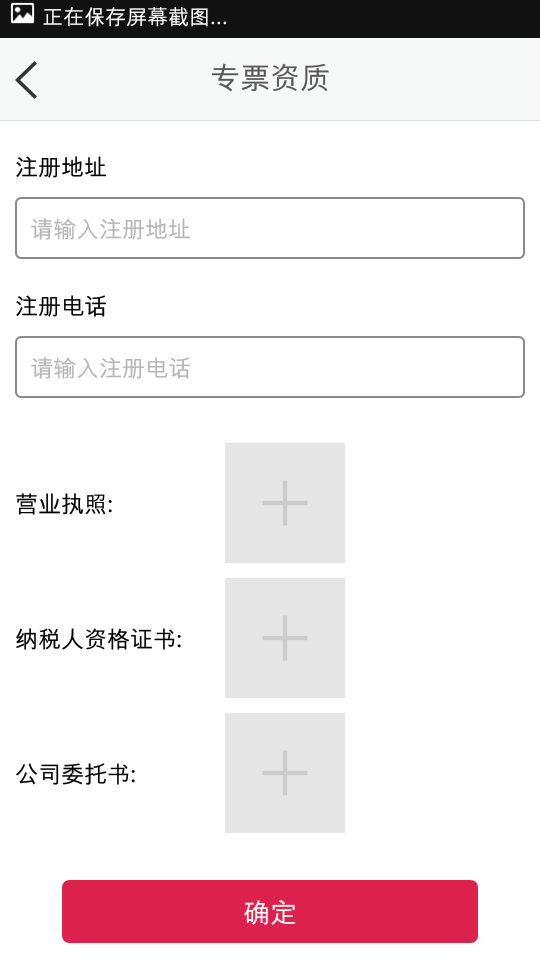 正在保存屏幕截图...
专票资质
注册地址
请输入注册地址
注册电话
请输入注册电话
营业执照:
纳税人资格证书:
公司委托书:
确定